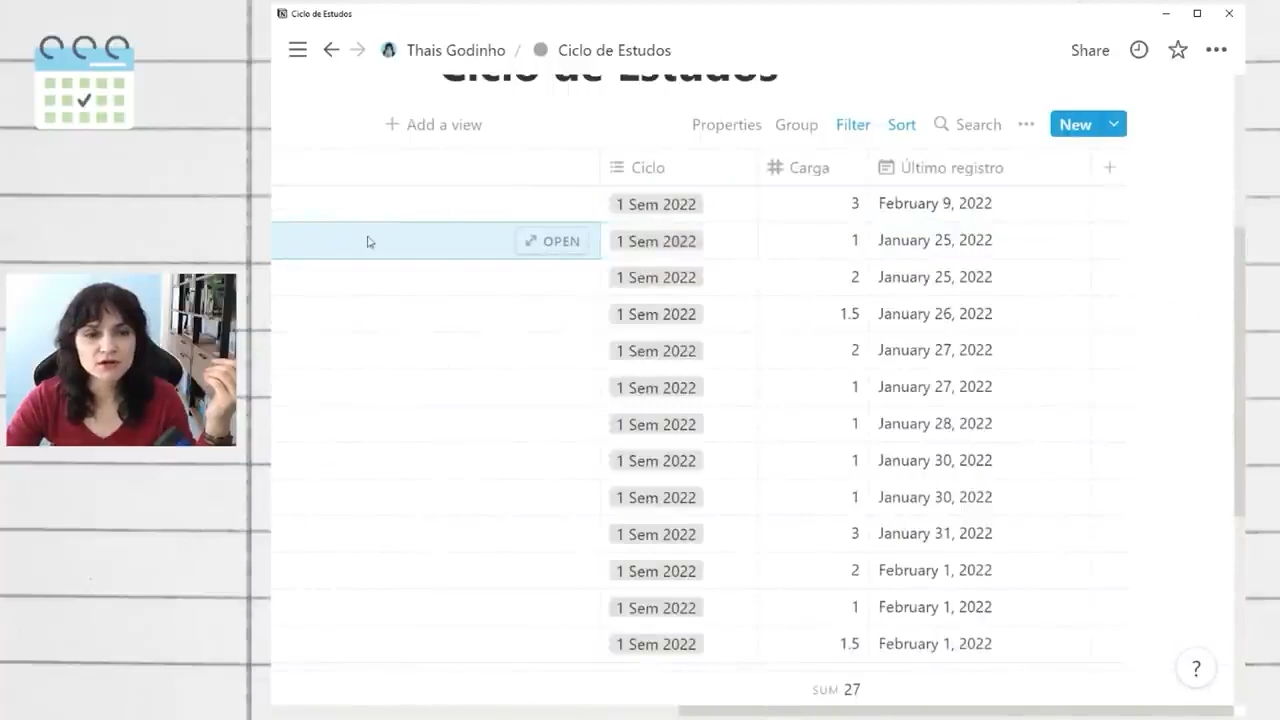 Ciclo de Estudos
Thais Godinho / Ciclo de Estudos
Share
Ciclo de Estudos
+ Add a view
Properties Group Filter Sort Search ••• New
Ciclo # Carga Último registro +
1 Sem 2022 3 February 9, 2022
OPEN 1 Sem 2022 1 January 25, 2022
1 Sem 2022 2 January 25, 2022
1 Sem 2022 1.5 January 26, 2022
1 Sem 2022 2 January 27, 2022
1 Sem 2022 1 January 27, 2022
1 Sem 2022 1 January 28, 2022
1 Sem 2022 1 January 30, 2022
1 Sem 2022 1 January 30, 2022
1 Sem 2022 3 January 31, 2022
1 Sem 2022 2 February 1, 2022
1 Sem 2022 1 February 1, 2022
1 Sem 2022 1.5 February 1, 2022
SUM 27
?